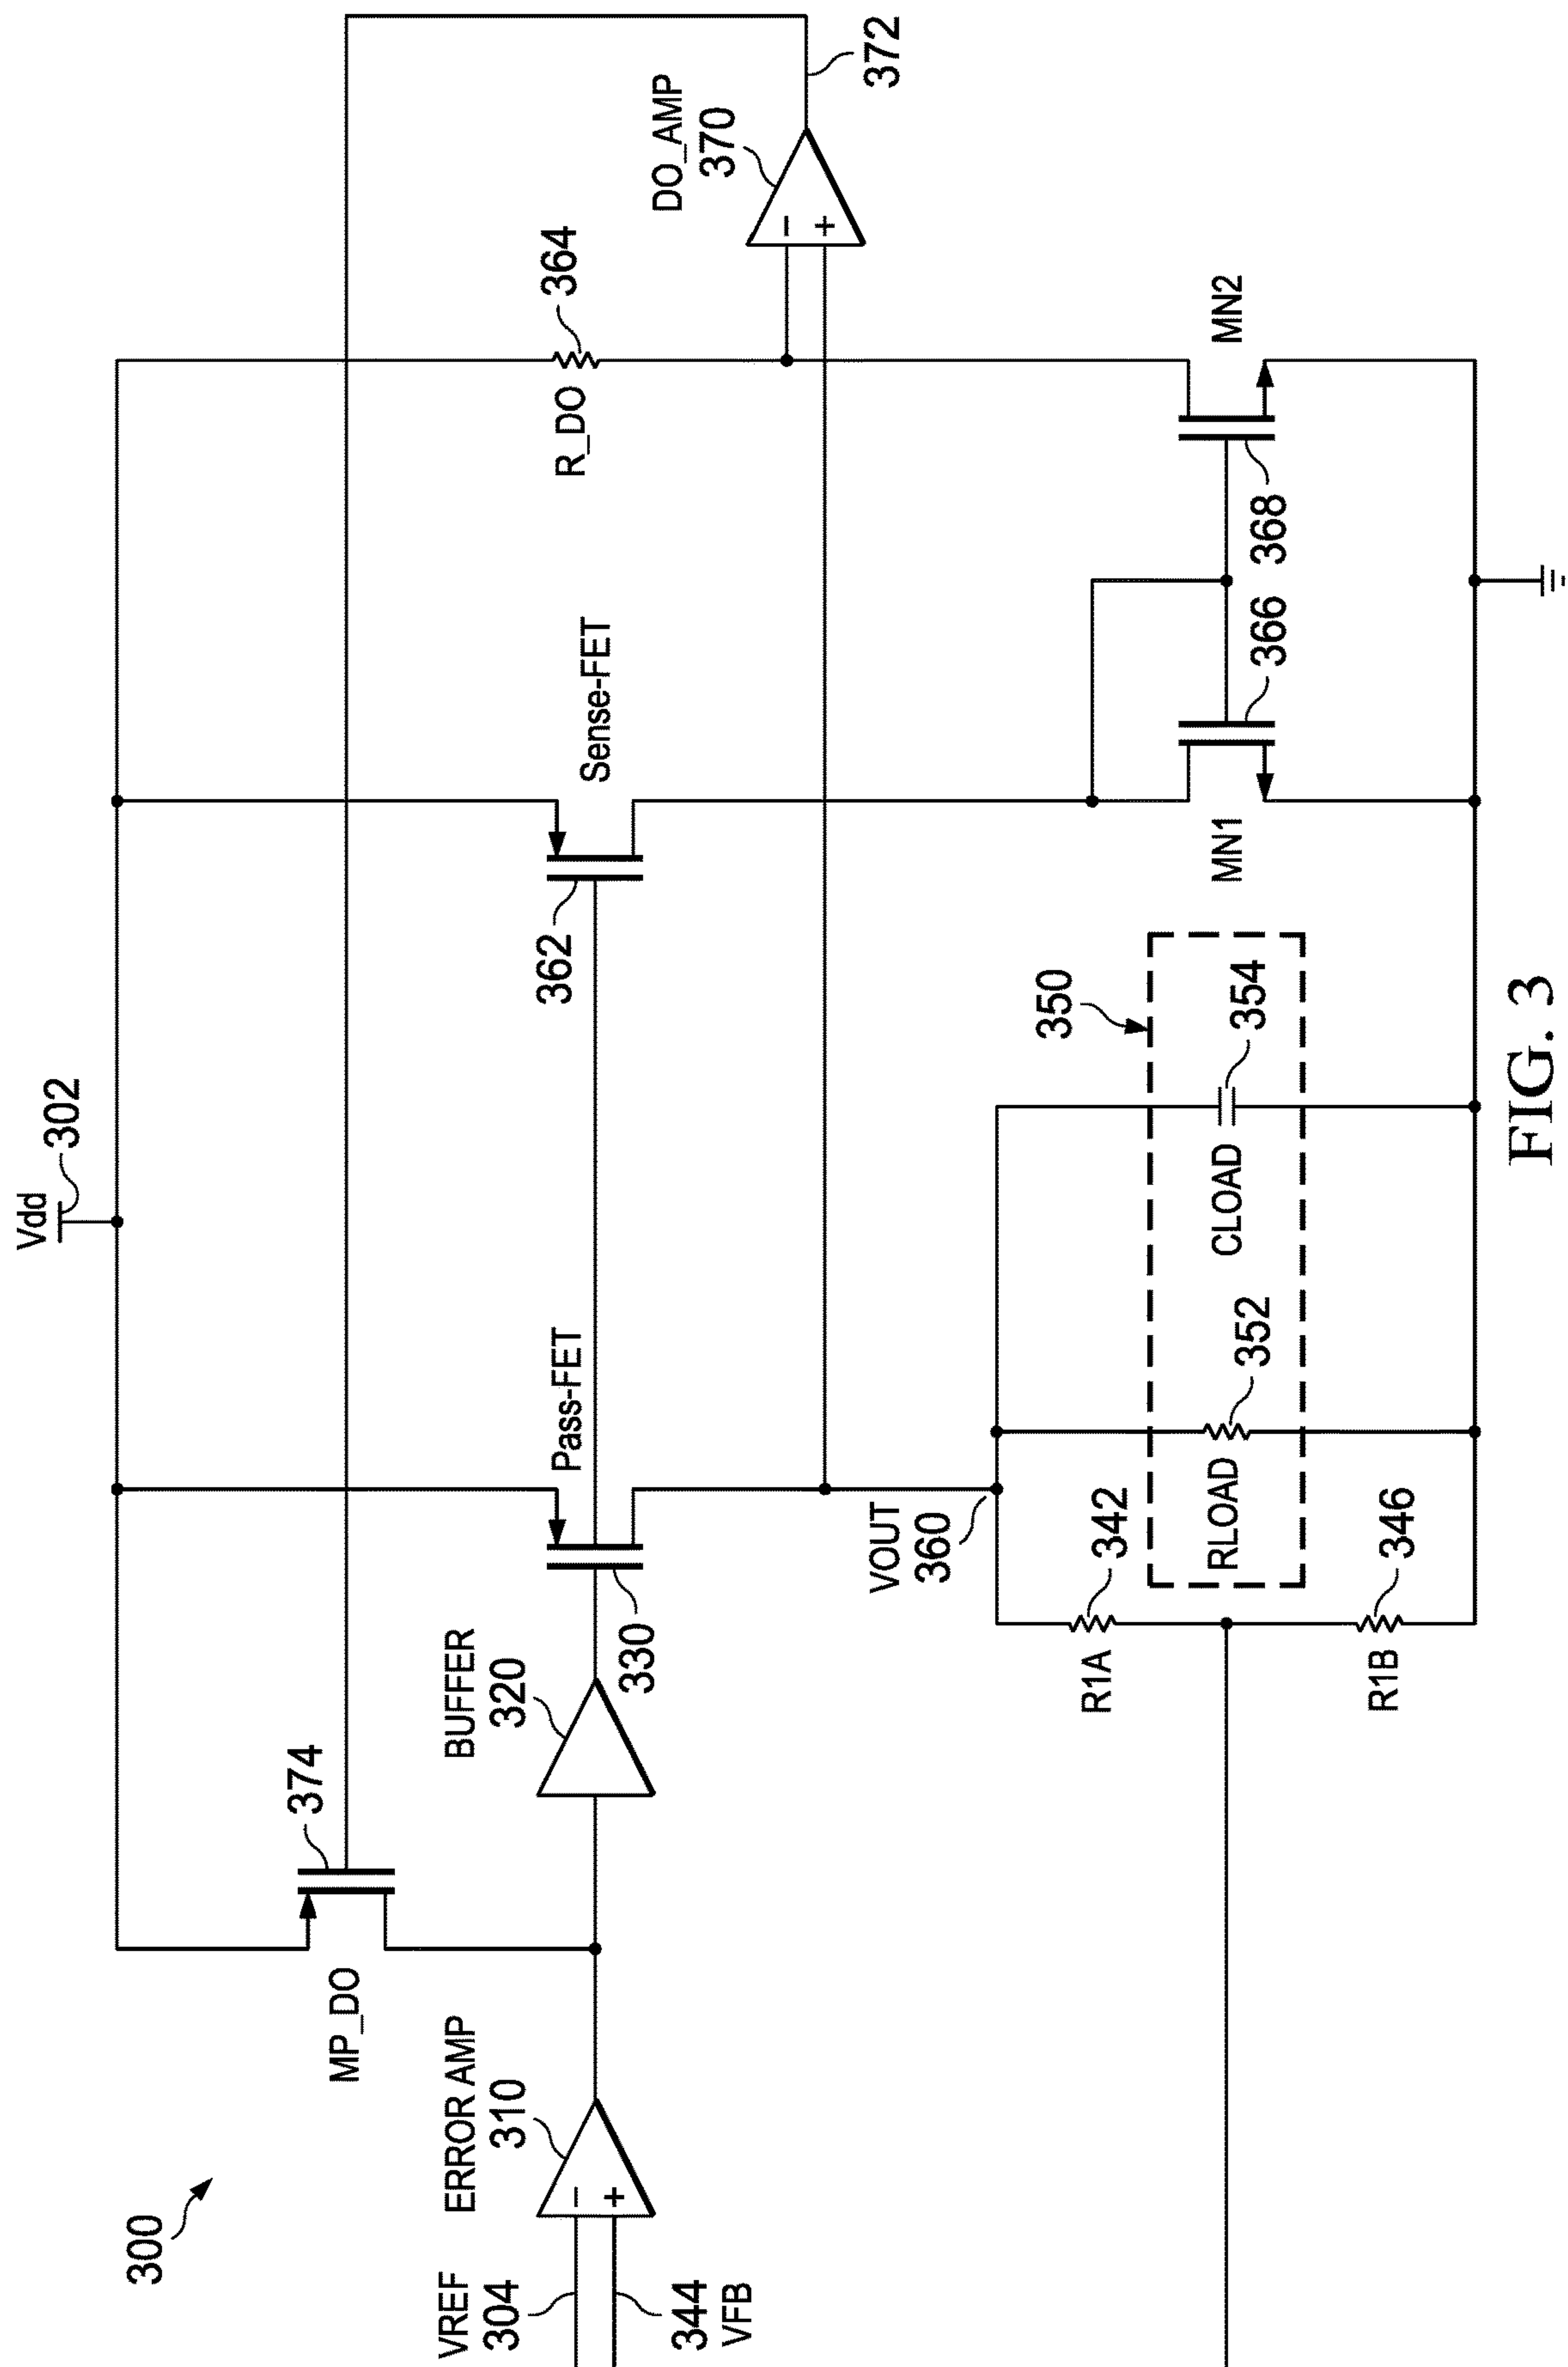 300
Vdd
302
VREF
304
344
VFB
ERROR AMP
310
-
+
MP_DO
374
BUFFER
320
330
Pass-FET
362
Sense-FET
R_DO
364
DO_AMP
370
-
+
372
VOUT
360
R1A
342
R1B
346
350
RLOAD
352
CLOAD
354
MN1
366
368
MN2
FIG. 3